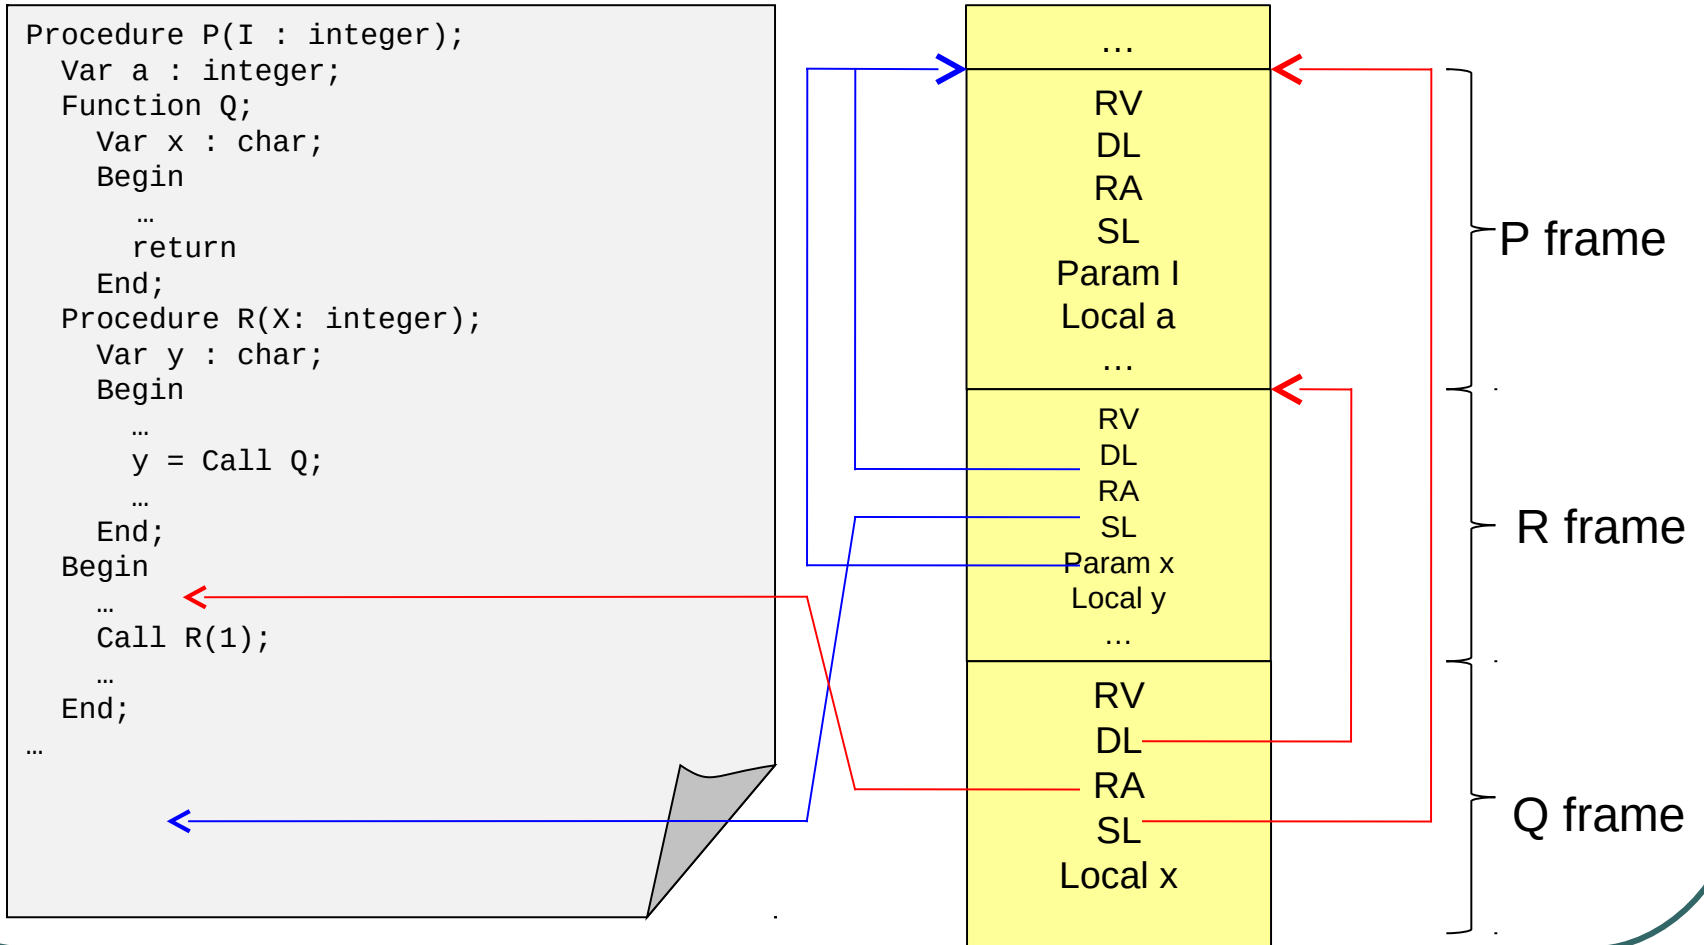 Procedure P(I : integer);
Var a : integer;
Function Q;
Var x : char;
Begin
…
return
End;
Procedure R(X: integer);
Var y : char;
Begin
…
y = Call Q;
…
End;
Begin
…
Call R(1);
…
End;
…
…
RV
DL
RA
SL
Param I
Local a
…
RV
DL
RA
SL
Param x
Local y
…
RV
DL
RA
SL
Local x
P frame
R frame
Q frame